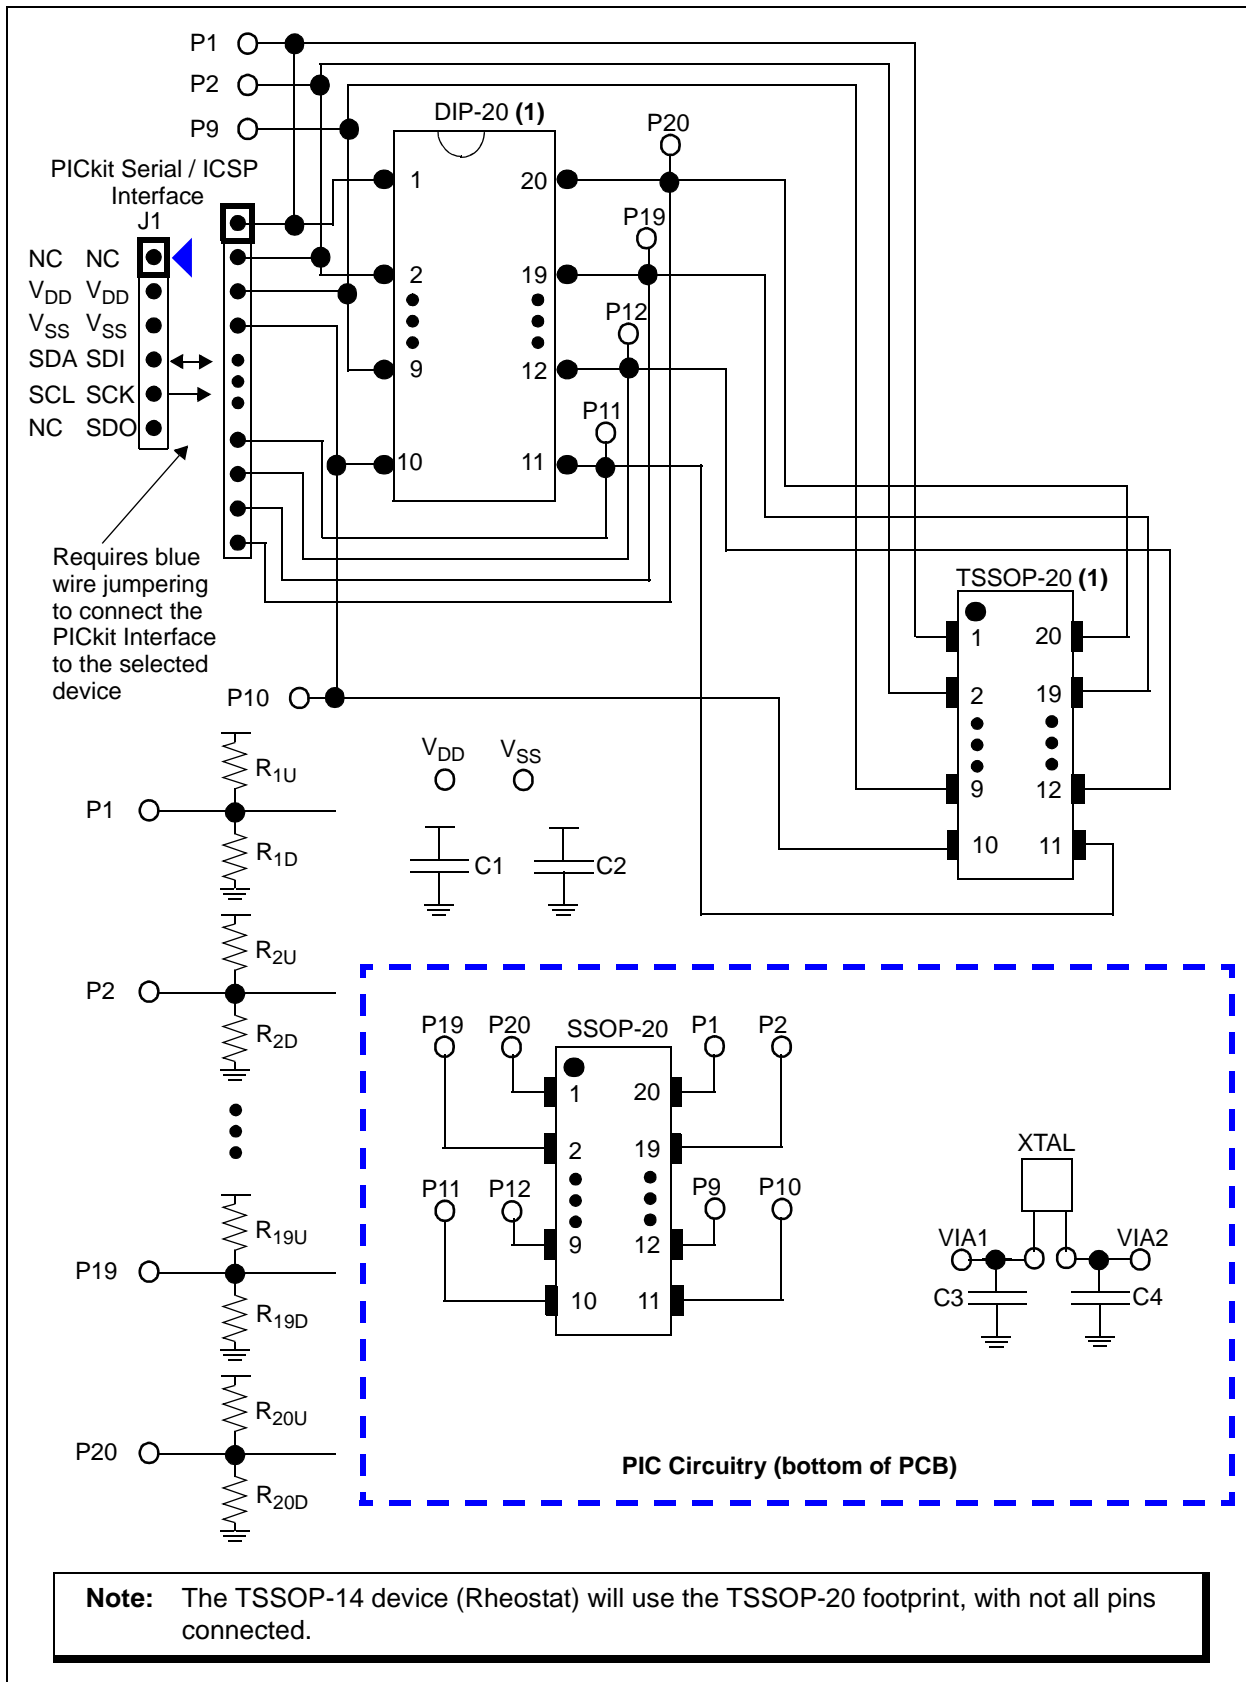 P1
P2
P9
DIP-20 (1)
P20
PICkit Serial / ICSP
Interface
J1
1
20
P19
NC NC
2
19
VDD VDD
P12
VSS VSS
SDA SDI
9
12
SCL SCK
P11
NC SDO
10
11
Requires blue
wire jumpering
to connect the
PICkit Interface
to the selected
device
TSSOP-20 (1)
1
20
2
19
9
12
10
11
P10
R1U
P1
R1D
VDD
VSS
C1
C2
R2U
P2
R2D
P19
P20
SSOP-20
P1
P2
1
20
2
19
P11
P12
P9
P10
9
12
10
11
XTAL
VIA1
VIA2
C3
C4
R19U
P19
R19D
R20U
P20
R20D
PIC Circuitry (bottom of PCB)
Note: The TSSOP-14 device (Rheostat) will use the TSSOP-20 footprint, with not all pins
connected.